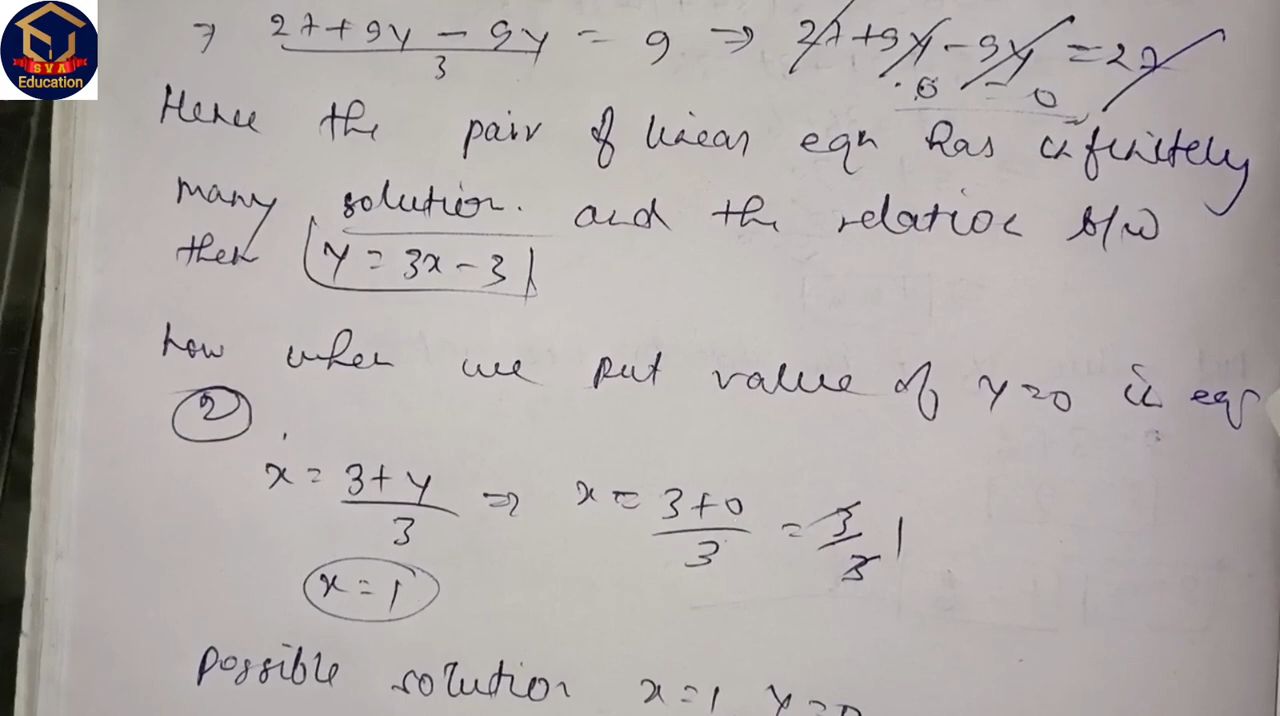 SVA
Education
⇒ (27+9y-9y)/3 = 9 ⇒ 27+9y-9y=27
0 = 0
Hence the pair of linear eqn has infinitely
many solution. and the relation b/w
then y = 3x-3
now when we put value of y=0 in eqn
2
x = (3+y)/3 ⇒ x = (3+0)/3 = 3/3 1
x=1
possible solution x=1 y=0